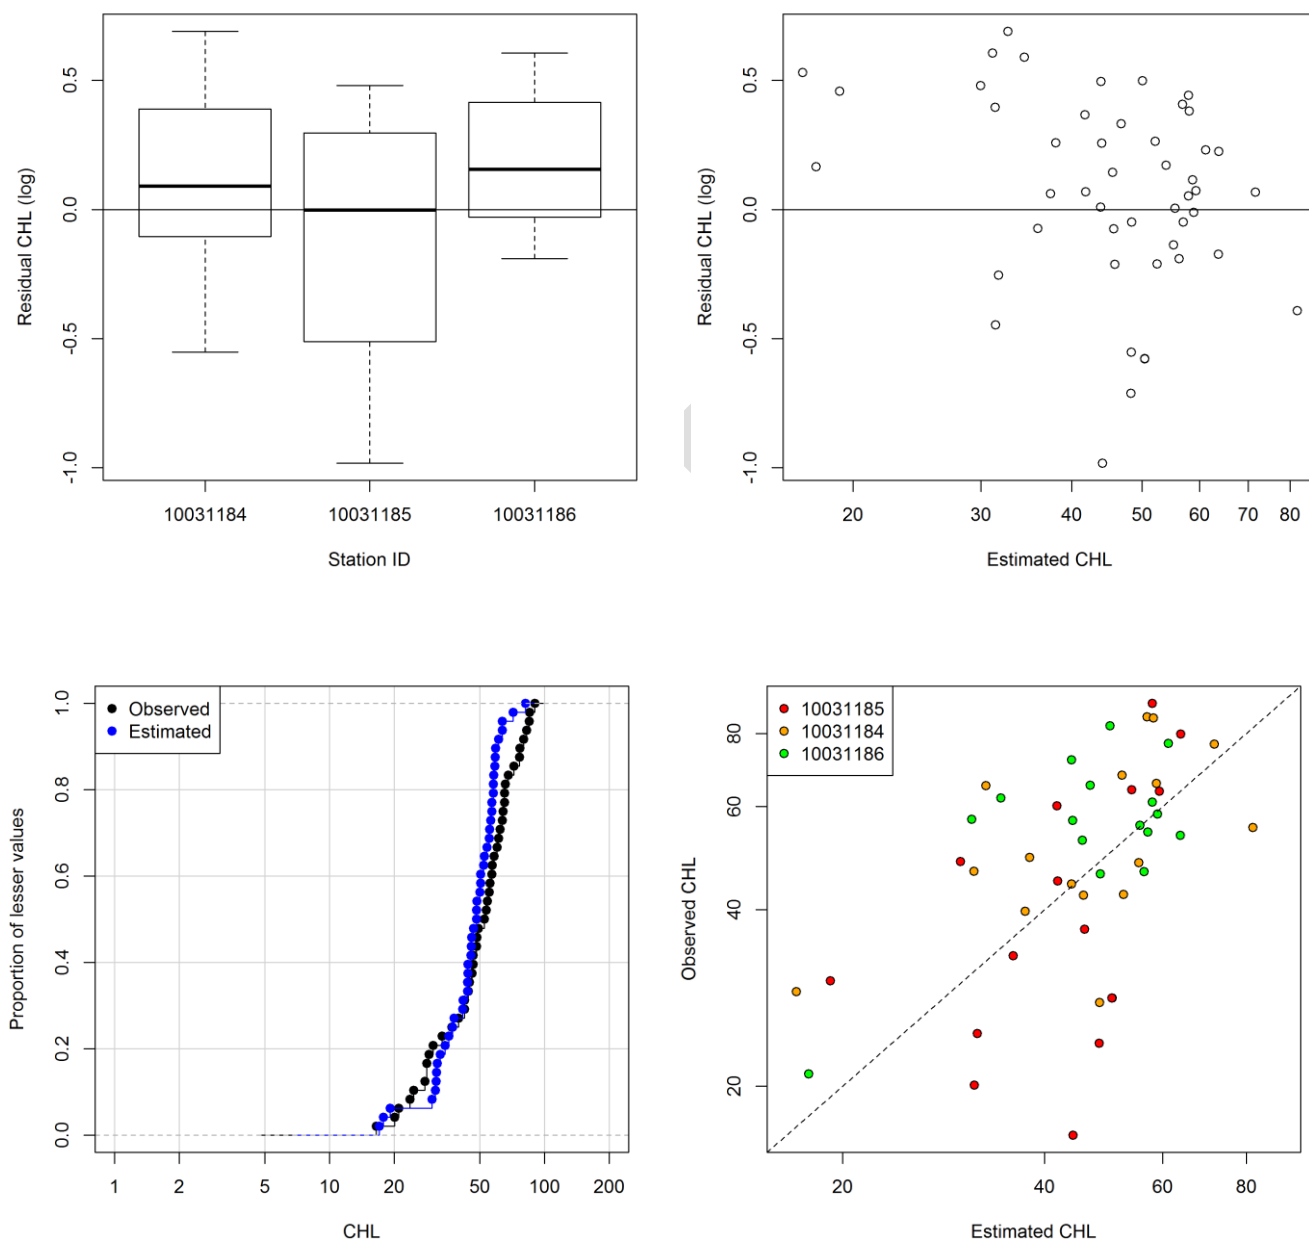 0.5
0.0
-0.5
-1.0
Residual CHL (log)
10031184 10031185 10031186
Station ID
0.5
0.0
-0.5
-1.0
Residual CHL (log)
20 30 40 50 60 70 80
Estimated CHL
Observed
Estimated
1.0
0.8
0.6
0.4
0.2
0.0
Proportion of lesser values
1 2 5 10 20 50 100 200
CHL
10031185
10031184
10031186
80
60
40
20
Observed CHL
20 40 60 80
Estimated CHL